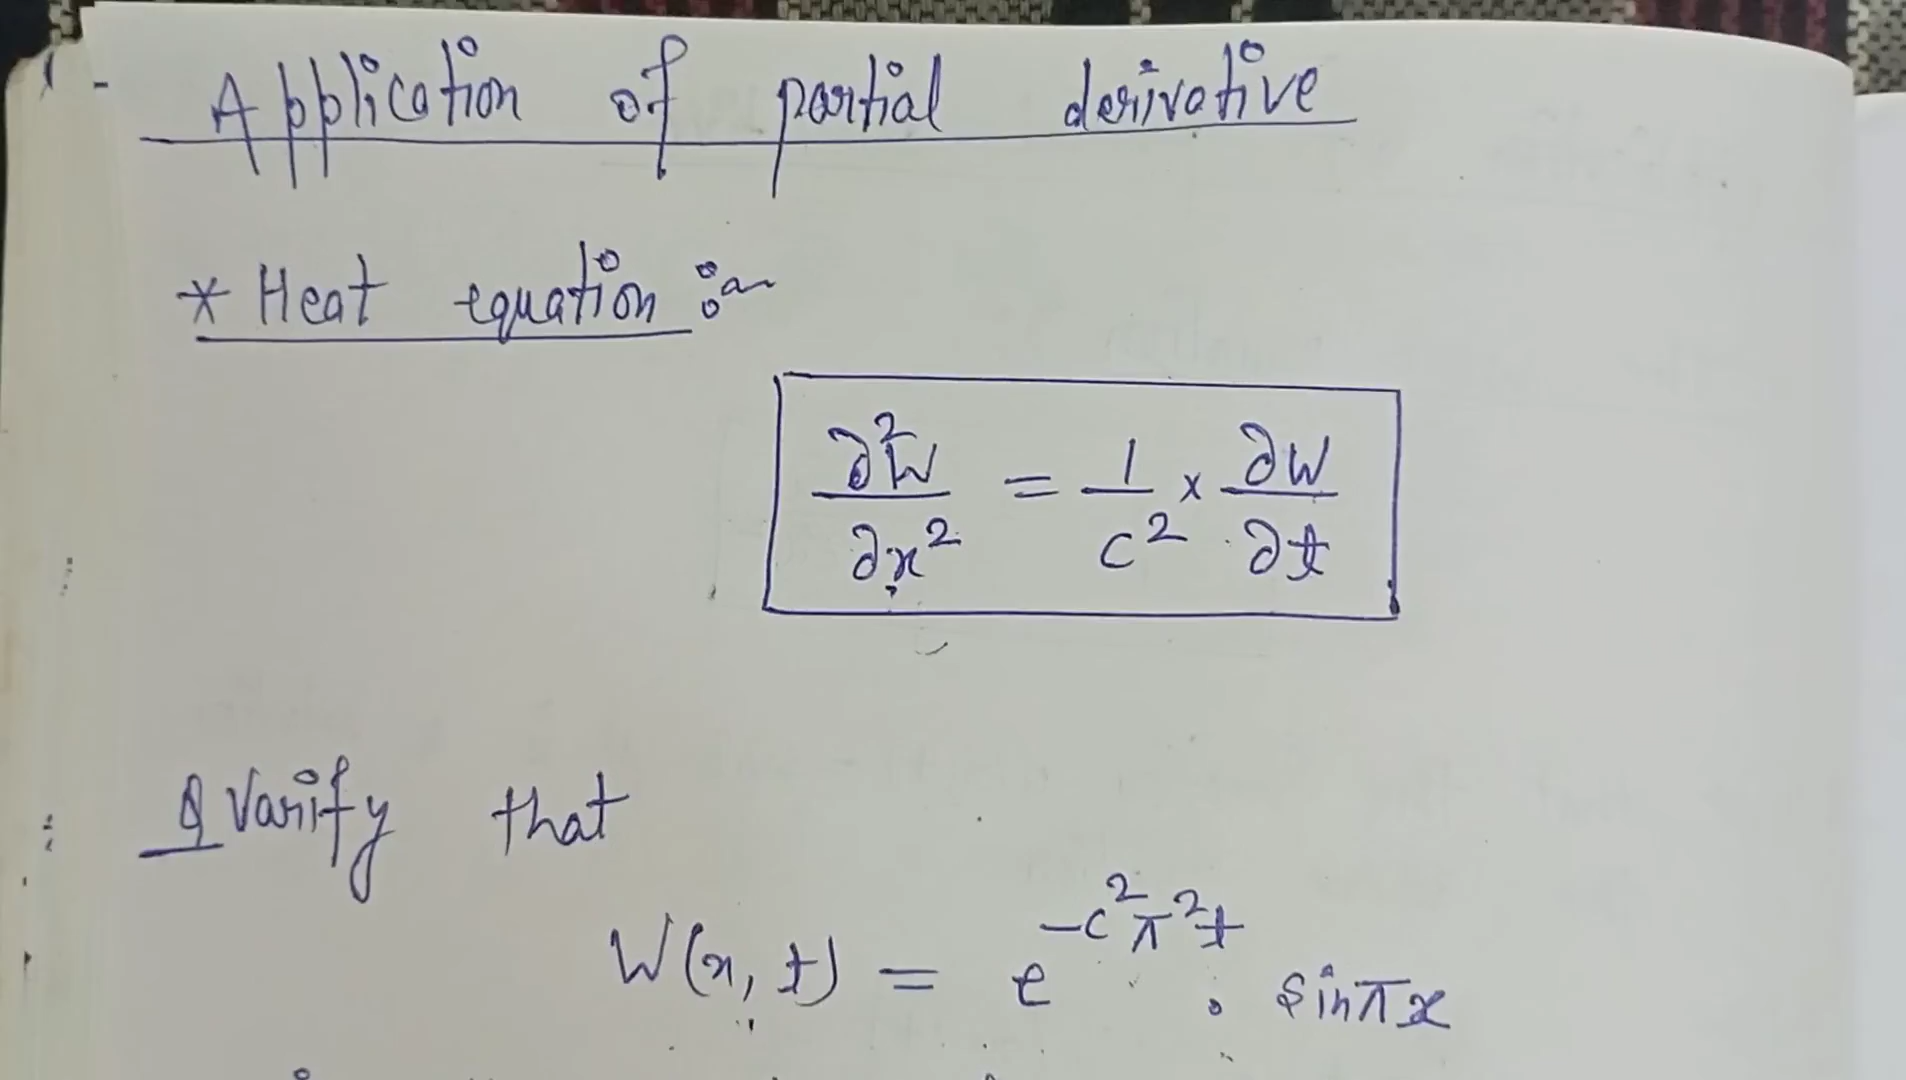 Application of partial derivative
* Heat equation :-
∂²W/∂x² = 1/c² × ∂W/∂t
Q Varify that
W(x, t) = e^(-c²π²t) . sinπx